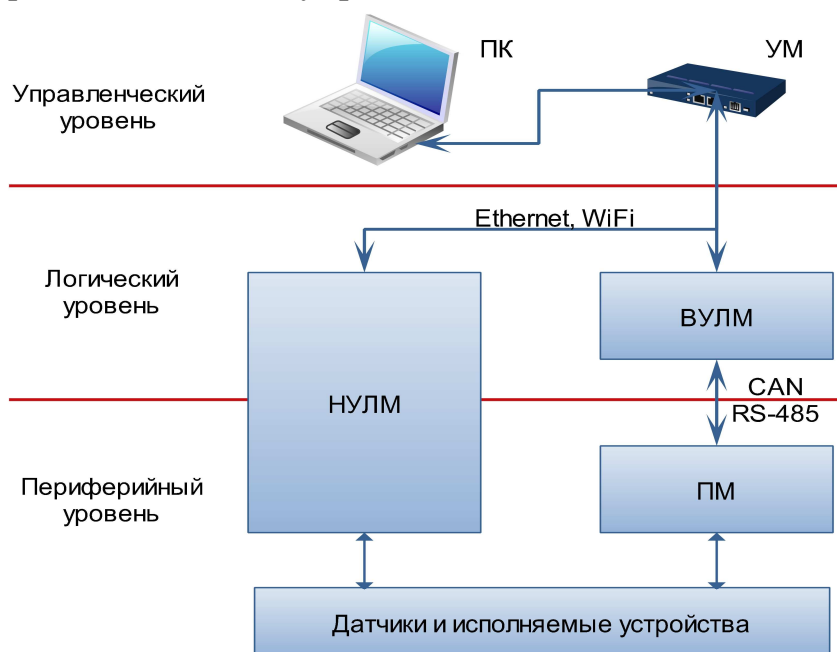 ПК
УМ
Управленческий
уровень
Ethernet, WiFi
Логический
уровень
ВУЛМ
НУЛМ
CAN
RS-485
Периферийный
уровень
ПМ
Датчики и исполняемые устройства